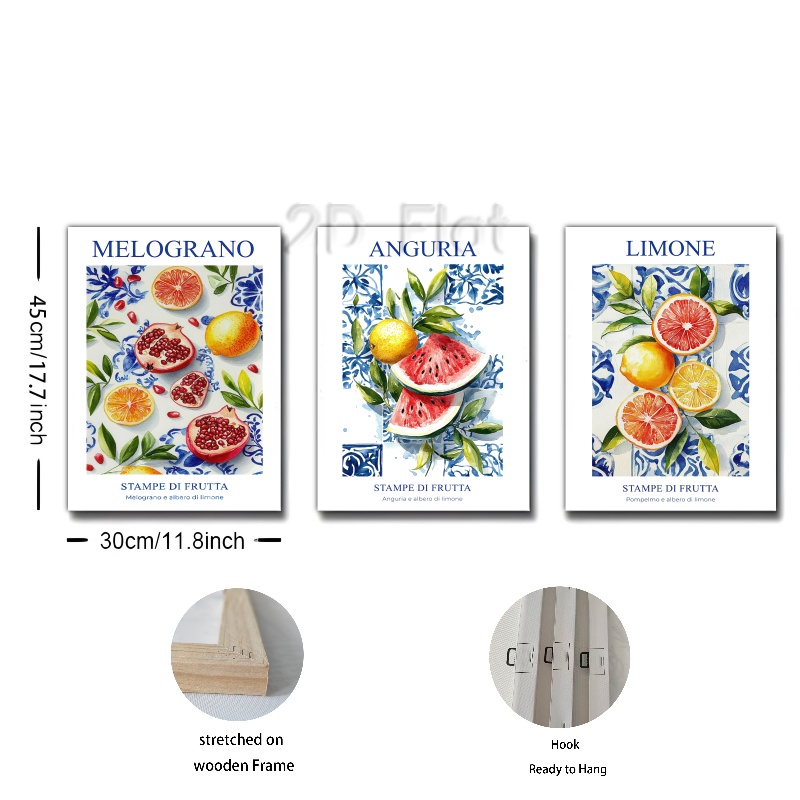 2D Flat
MELOGRANO
STAMPE DI FRUTTA
Melograno e albero di limone
ANGURIA
STAMPE DI FRUTTA
Anguria e albero di limone
LIMONE
STAMPE DI FRUTTA
Pompelmo e albero di limone
45cm/17.7inch
30cm/11.8inch
stretched on
wooden Frame
Hook
Ready to Hang